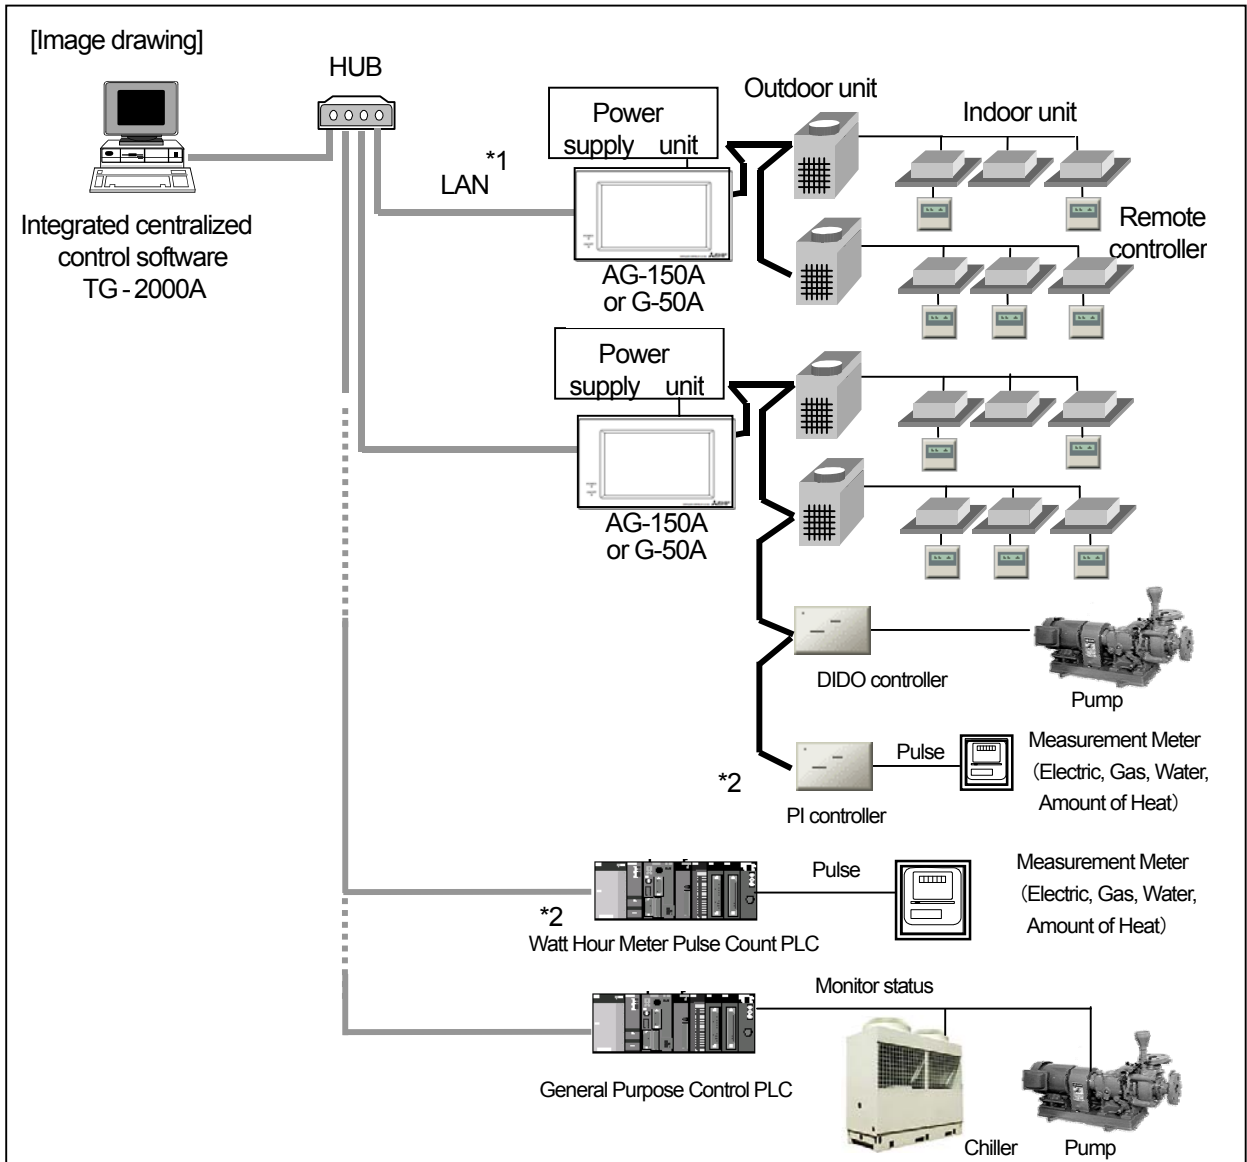 [Image drawing]
HUB
Integrated centralized
control software
TG - 2000A
LAN
*1
Power
supply unit
AG-150A
or G-50A
Outdoor unit
Indoor unit
Remote
controller
Power
supply unit
AG-150A
or G-50A
DIDO controller
Pump
*2
PI controller
Pulse
Measurement Meter
(Electric, Gas, Water,
Amount of Heat)
*2
Watt Hour Meter Pulse Count PLC
Pulse
Measurement Meter
(Electric, Gas, Water,
Amount of Heat)
General Purpose Control PLC
Monitor status
Chiller
Pump